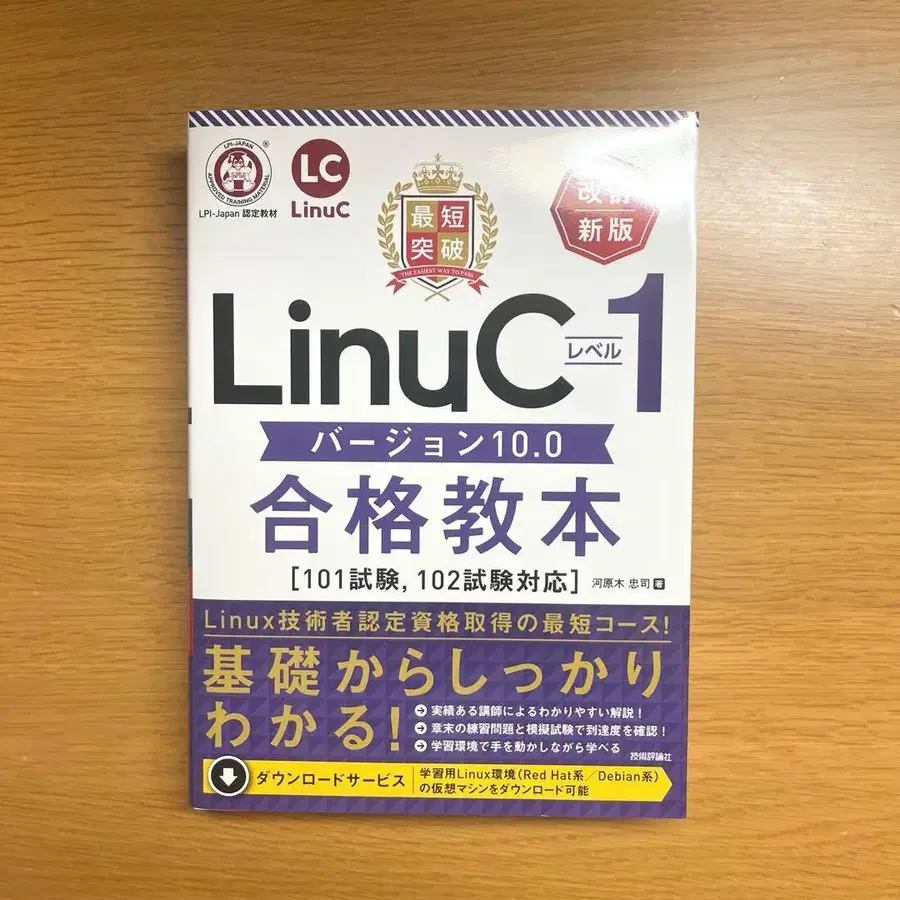 LPI-JAPAN
APPROVED TRAINING MATERIAL
LPI-Japan 認定教材
LC
LinuC
最短
突破
THE EASIEST WAY TO PASS
改訂
新版
LinuC レベル 1
バージョン10.0
合格教本
[101試験, 102試験対応] 河原木 忠司 著
Linux技術者認定資格取得の最短コース!
基礎からしっかり
わかる!
実績ある講師によるわかりやすい解説!
章末の練習問題と模擬試験で到達度を確認!
学習環境で手を動かしながら学べる
技術評論社
ダウンロードサービス
学習用Linux環境(Red Hat系/Debian系)
の仮想マシンをダウンロード可能